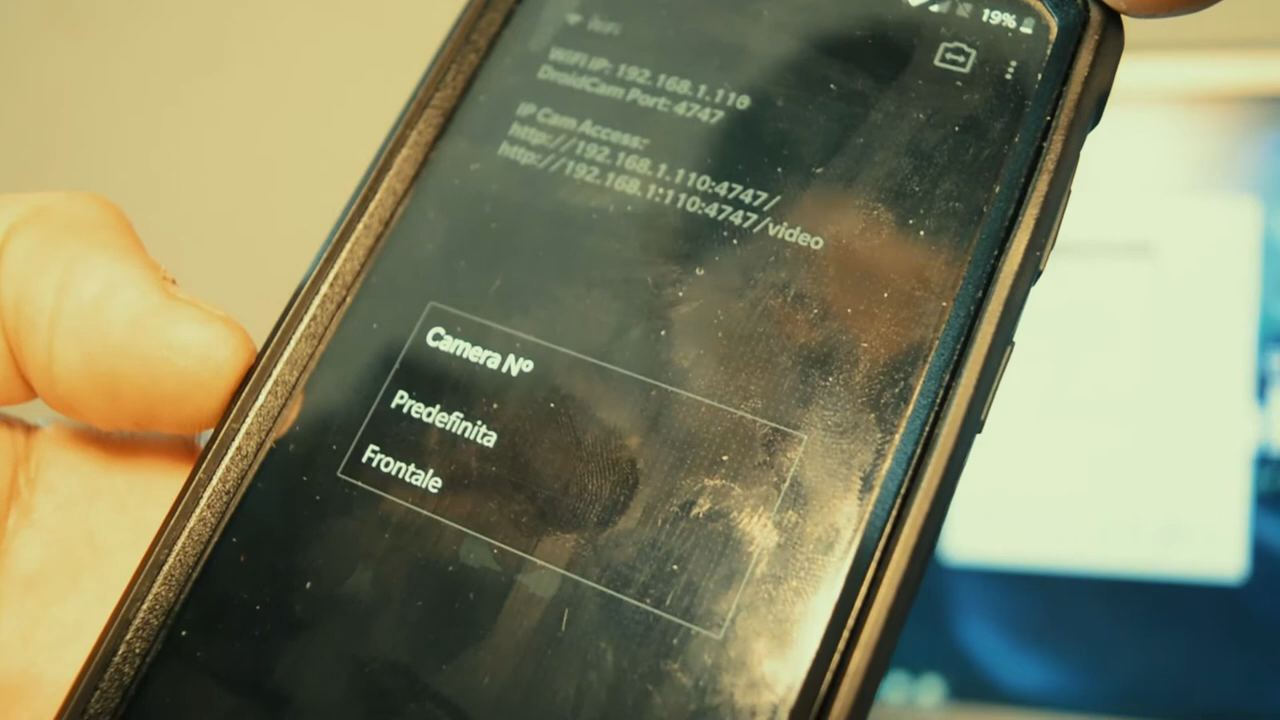 19%
WiFi IP: 192.168.1.110
DroidCam Port: 4747
IP Cam Access:
http://192.168.1.110:4747/
http://192.168.1.110:4747/video
Camera Nº
Predefinita
Frontale